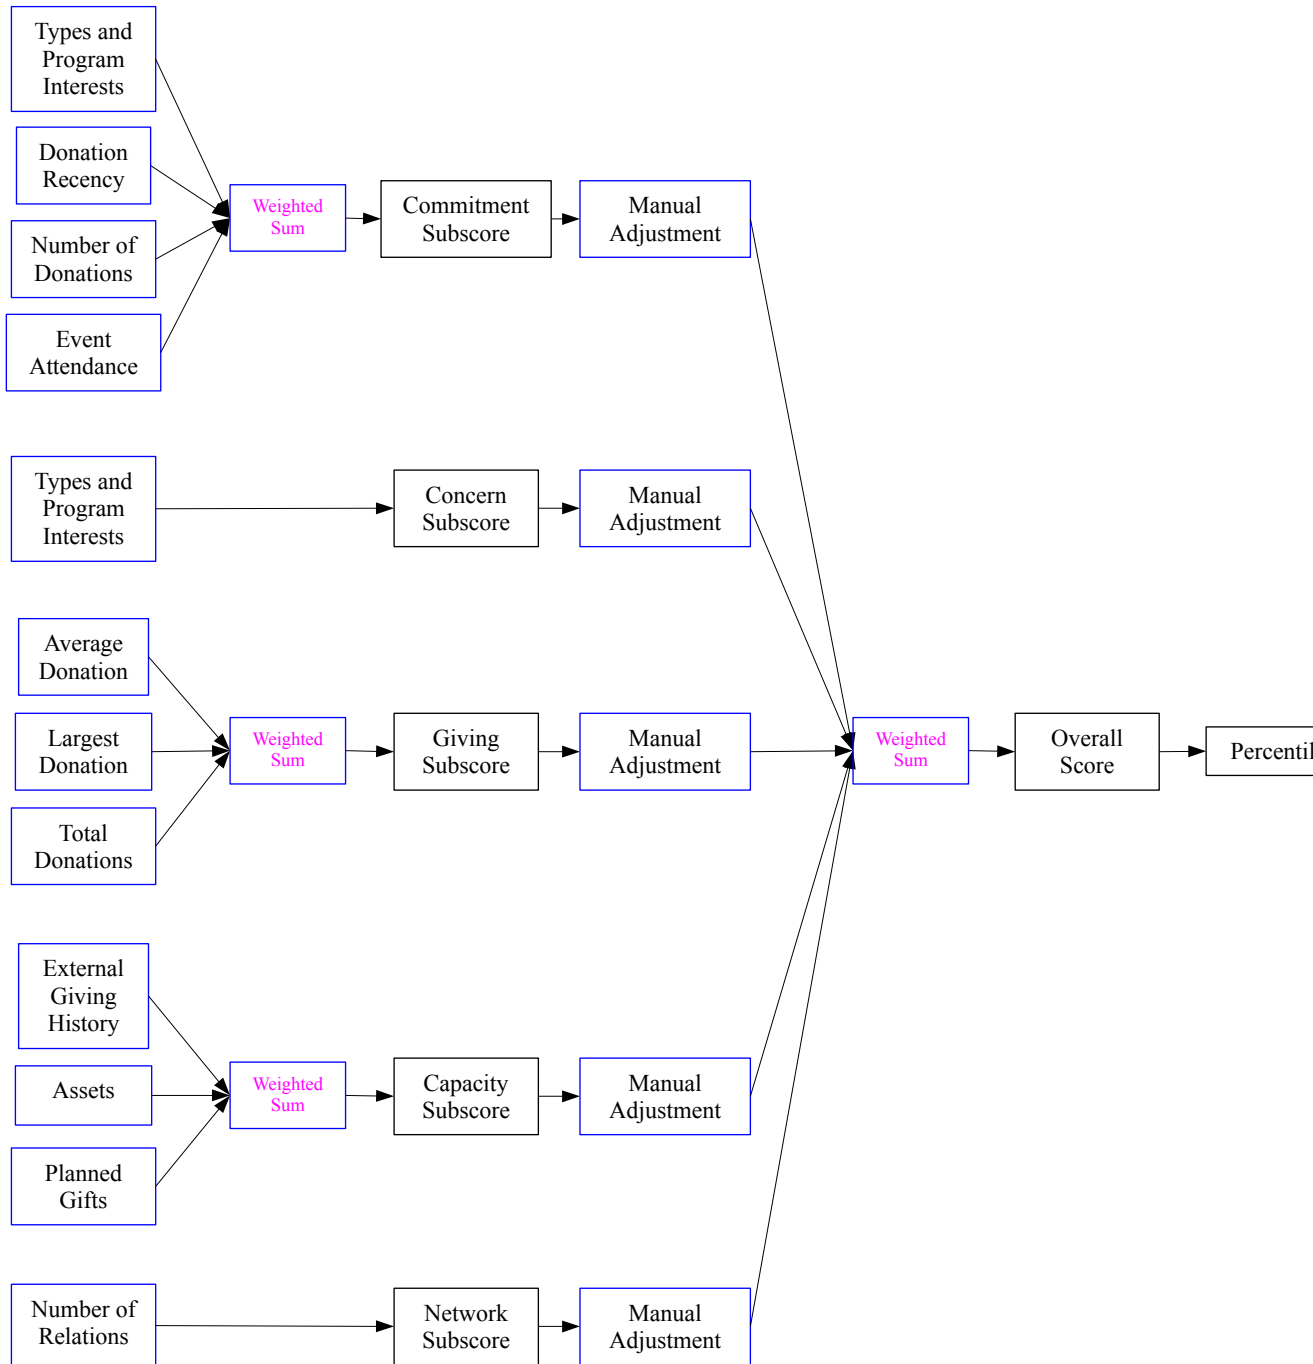 Types and
Program
Interests
Donation
Recency
Number of
Donations
Event
Attendance
Weighted
Sum
Commitment
Subscore
Manual
Adjustment
Types and
Program
Interests
Concern
Subscore
Manual
Adjustment
Average
Donation
Largest
Donation
Total
Donations
Weighted
Sum
Giving
Subscore
Manual
Adjustment
Weighted
Sum
Overall
Score
Percentil
External
Giving
History
Assets
Planned
Gifts
Weighted
Sum
Capacity
Subscore
Manual
Adjustment
Number of
Relations
Network
Subscore
Manual
Adjustment